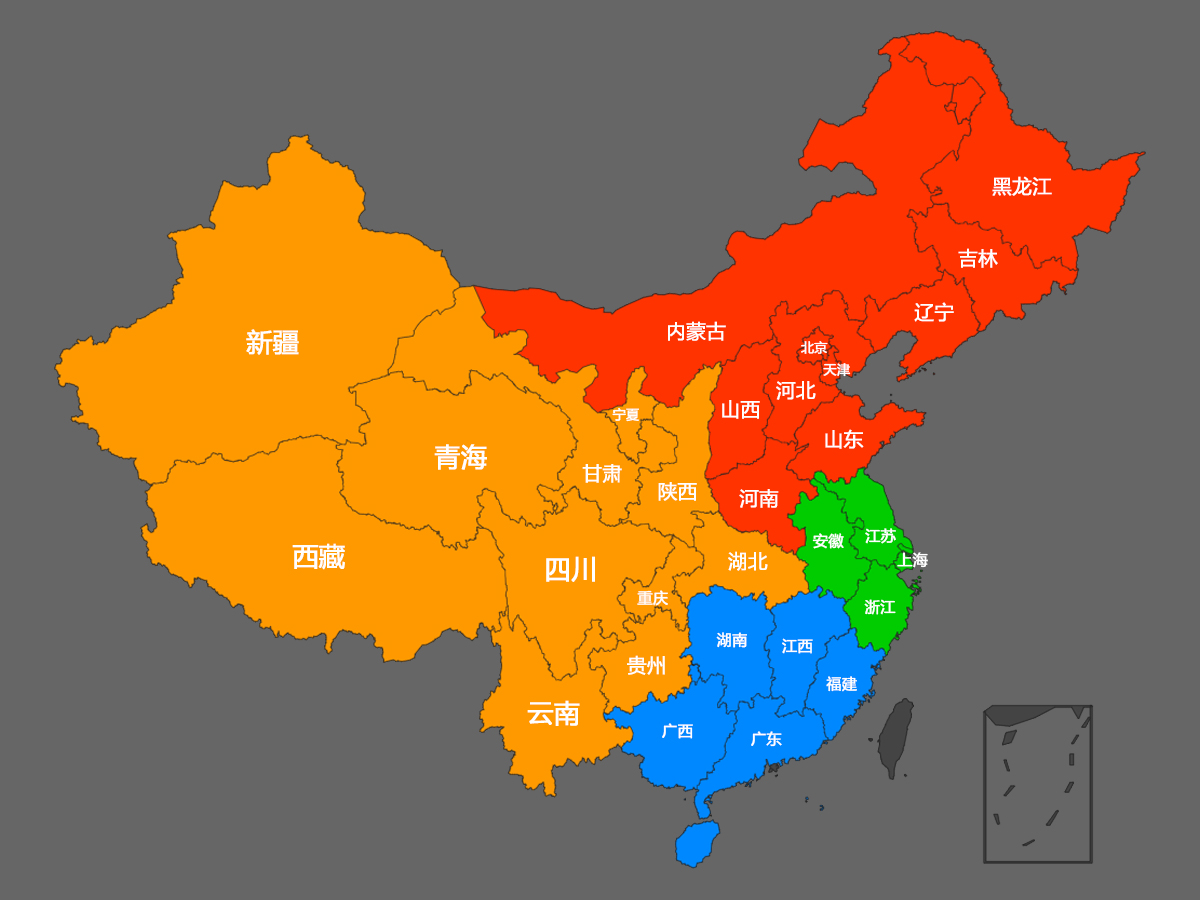 黑龙江
吉林
辽宁
内蒙古
新疆
北京
天津
河北
山西
宁夏
山东
青海
甘肃
陕西
河南
江苏
安徽
西藏
上海
湖北
四川
重庆
浙江
湖南
江西
贵州
福建
云南
广西
广东